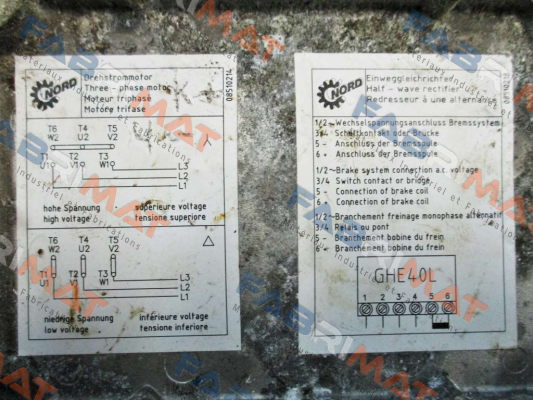 NORD
Drehstrommotor
Three - phase motor
Moteur triphasé
Motore trifase
08510214
T6 T4 T5
W2 U2 V2
T1 T2 T3
U1 V1 W1
L3
L2
L1
hohe Spannung
high voltage
supérieure voltage
tensione superiore
T6 T4 T5
W2 U2 V2
T1 T2 T3
U1 V1 W1
L3
L2
L1
niedrige Spannung
low voltage
inférieure voltage
tensione inferiore
NORD
Einweggleichrichter
Half - wave rectifier
Redresseur à une alternance
1/2~ Wechselspannungsanschluss Bremssystem
3/4 Schaltkontakt oder Brücke
5 - Anschluss der Bremsspule
6 + Anschluss der Bremsspule
1/2~ Brake system connection a.c. voltage
3/4 Switch contact or bridge
5 - Connection of brake coil
6 + Connection of brake coil
1/2~ Branchement freinage monophase alternatif
3/4 Relais ou pont
5 - Branchement bobine du frein
6 + Branchement bobine du frein
GHE40L
1 2 3 4 5 6
FABRIMAT